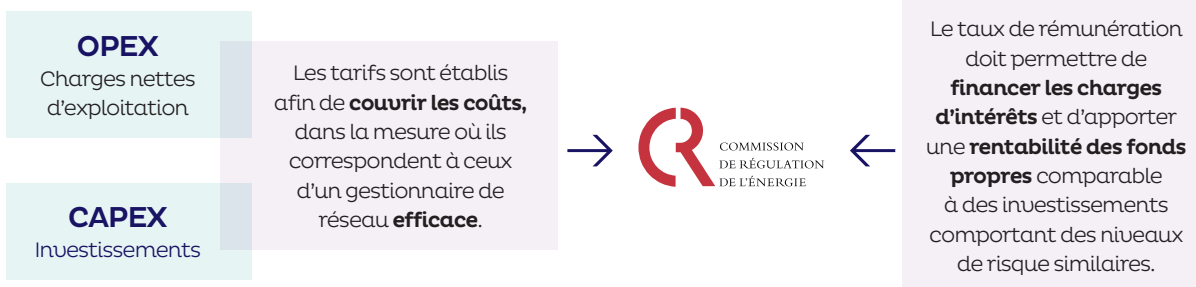 OPEX
Charges nettes
d’exploitation
CAPEX
Investissements
Les tarifs sont établis
afin de couvrir les coûts,
dans la mesure où ils
correspondent à ceux
d’un gestionnaire de
réseau efficace.
CR
COMMISSION
DE RÉGULATION
DE L’ÉNERGIE
Le taux de rémunération
doit permettre de
financer les charges
d’intérêts et d’apporter
une rentabilité des fonds
propres comparable
à des investissements
comportant des niveaux
de risque similaires.